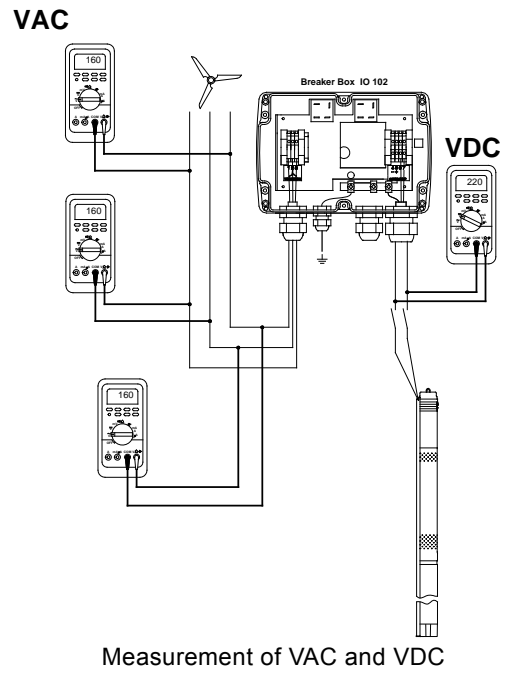 VAC
160
Breaker Box IO 102
VDC
220
160
160
Measurement of VAC and VDC